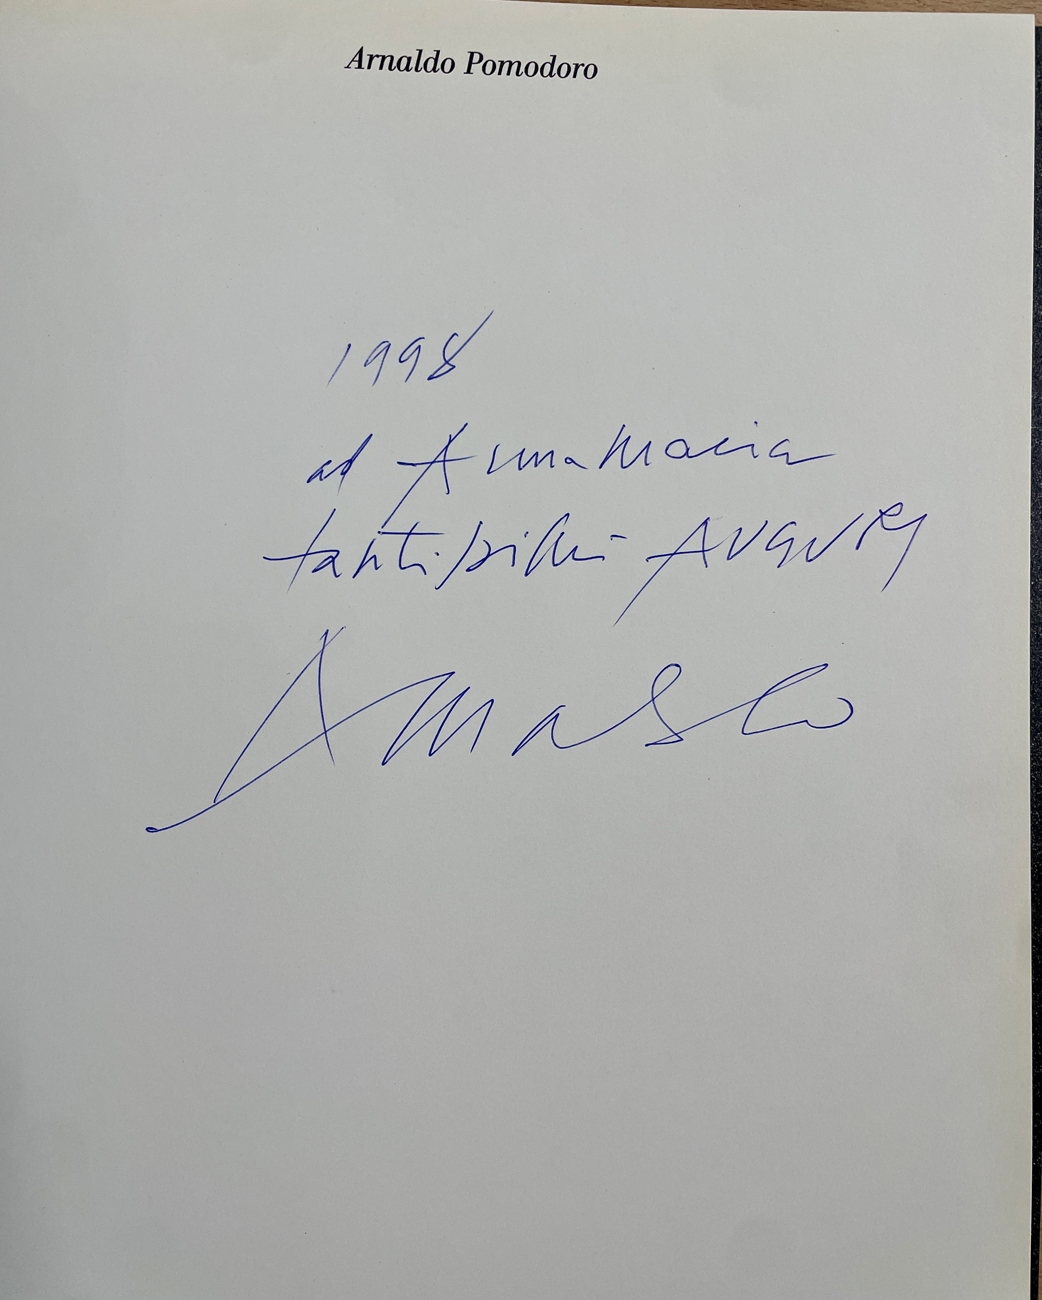 Arnaldo Pomodoro
1998
ad Annamaria
tantissimi AUGURI
Arnaldo